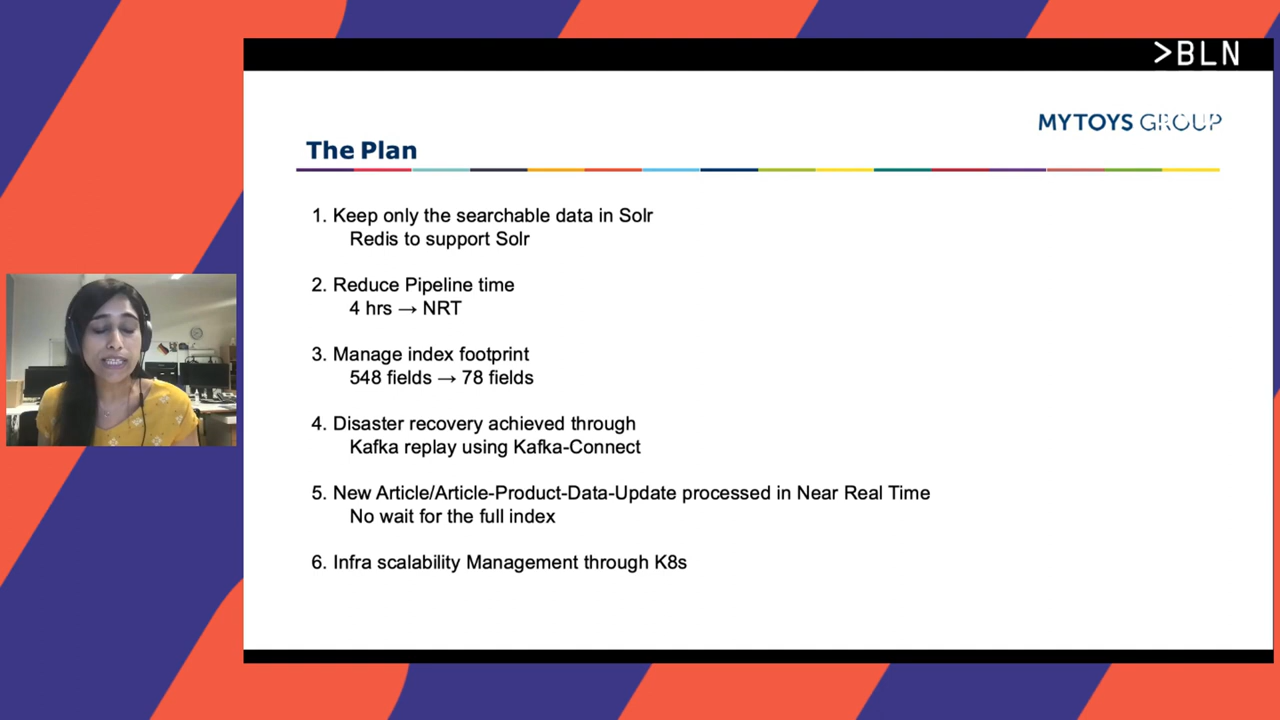 >BLN
MYTOYS GROUP
The Plan
1. Keep only the searchable data in Solr
Redis to support Solr
2. Reduce Pipeline time
4 hrs → NRT
3. Manage index footprint
548 fields → 78 fields
4. Disaster recovery achieved through
Kafka replay using Kafka-Connect
5. New Article/Article-Product-Data-Update processed in Near Real Time
No wait for the full index
6. Infra scalability Management through K8s